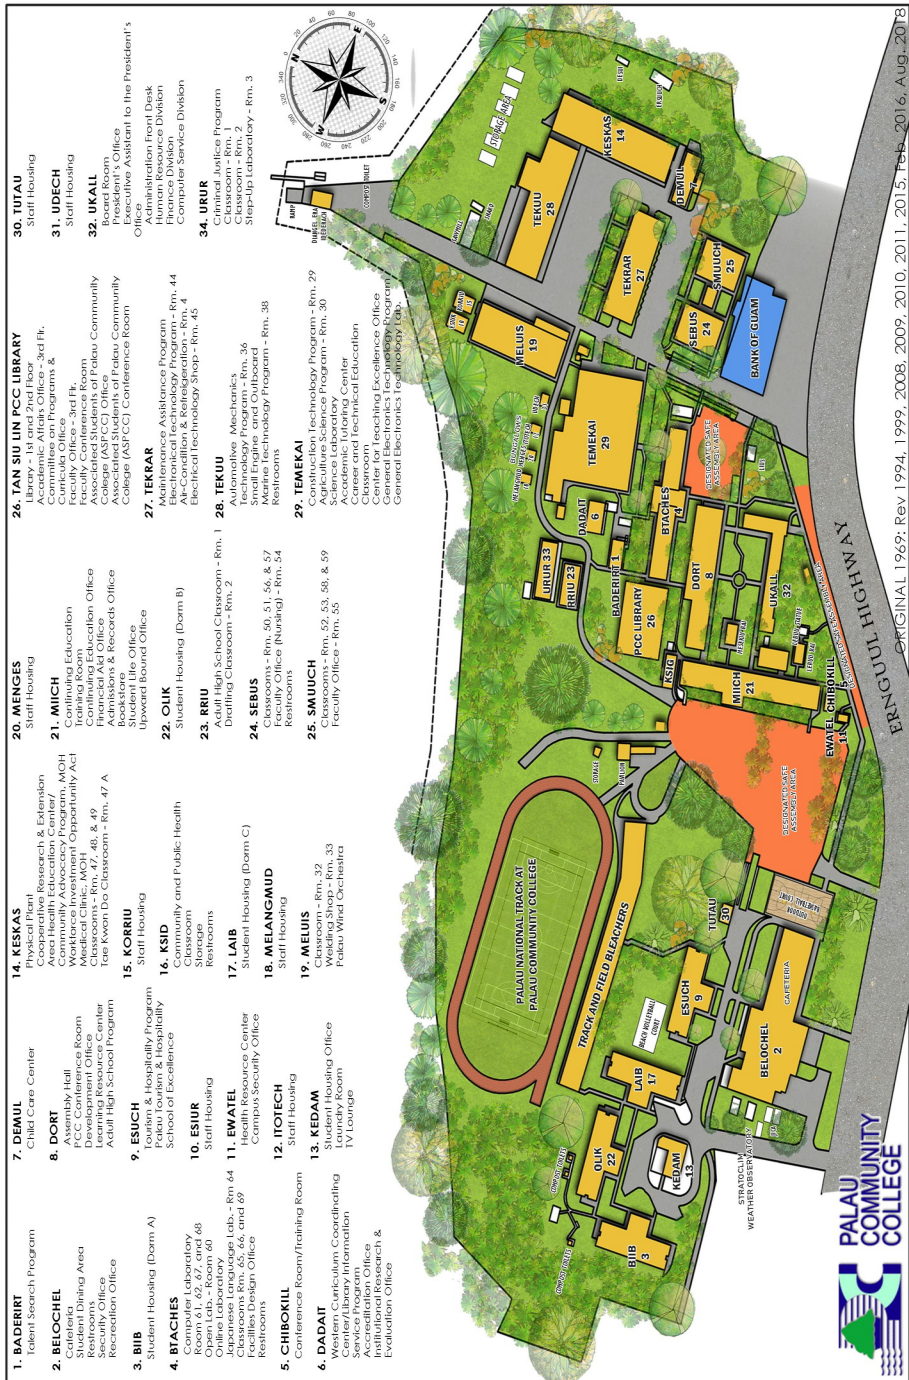 1. BADERIRT
Talent Search Program
2. BELOCHEL
Cafeteria
Student Dining Area
Restrooms
Security Office
Recreation Office
3. BIIB
Student Housing (Dorm A)
4. BTACHES
Computer Laboratory
Room 61, 62, 67, and 68
Open Lab. - Room 60
Online Laboratory
Japanese Language Lab. - Rm 64
Classrooms Rm. 65, 66, and 69
Facilities Design Office
Restrooms
5. CHIBOKILL
Conference Room/Training Room
6. DADAIT
Western Curriculum Coordinating
Center/Library Information
Service Program
Accreditation Office
Institutional Research &
Evaluation Office
7. DEMUL
Child Care Center
8. DORT
Assembly Hall
PCC Conference Room
Development Office
Learning Resource Center
Adult High School Program
9. ESUCH
Tourism & Hospitality Program
Palau Tourism & Hospitality
School of Excellence
10. ESIUR
Staff Housing
11. EWATEL
Health Resource Center
Campus Security Office
12. ITOTECH
Staff Housing
13. KEDAM
Student Housing Office
Laundry Room
TV Lounge
14. KESKAS
Physical Plant
Cooperative Research & Extension
Area Health Education Center/
Community Advocacy Program, MOH
Workforce Investment Opportunity Act
Medical Clinic, MOH
Classrooms - Rm, 47, 48, & 49
Tae Kwon Do Classroom - Rm. 47 A
15. KORRIU
Staff Housing
16. KSID
Community and Public Health
Classroom
Storage
Restrooms
17. LAIB
Student Housing (Dorm C)
18. MELANGMUD
Staff Housing
19. MELUIS
Classroom - Rm. 32
Welding Shop - Rm. 33
Palau Wind Orchestra
20. MENGES
Staff Housing
21. MIICH
Continuing Education
Training Room
Continuing Education Office
Financial Aid Office
Admissions & Records Office
Bookstore
Student Life Office
Upward Bound Office
22. OLIK
Student Housing (Dorm B)
23. RRIU
Adult High School Classroom - Rm. 1
Drafting Classroom - Rm. 2
24. SEBUS
Classrooms - Rm. 50, 51, 56, & 57
Faculty Office (Nursing) - Rm. 54
Restrooms
25. SMUUCH
Classrooms - Rm. 52, 53, 58, & 59
Faculty Office - Rm. 55
26. TAN SIU LIN PCC LIBRARY
Library - 1st and 2nd Floor
Academic Affairs Office - 3rd Flr.
Committee on Programs &
Curricula Office
Faculty Office - 3rd Flr.
Faculty Conference Room
Associated Students of Palau Community
College (ASPCC) Office
Associated Students of Palau Community
College (ASPCC) Conference Room
27. TEKRAR
Maintenance Assistance Program
Electronical Technology Program - Rm. 44
Air-Condition & Refreigeration - Rm. 4
Electrical Technology Shop - Rm. 45
28. TEKUU
Automotive Mechanics
Technology Program - Rm. 36
Small Engine and Outboard
Marine Technology Program - Rm. 38
Restrooms
29. TEMEKAI
Construction Technology Program - Rm. 29
Agriculture Science Program - Rm. 30
Science Laboratory
Academic Tutoring Center
Career and Technical Education
Classroom
Center for Teaching Excellence Office
General Electronics Technology Program
General Electronics Technology Lab.
30. TUTAU
Staff Housing
31. UDECH
Staff Housing
32. UKALL
Board Room
President's Office
Executive Assistant to the President's
Office
Administration Front Desk
Human Resource Division
Finance Division
Computer Service Division
34. URUR
Criminal Justice Program
Classroom - Rm. 1
Classroom - Rm. 2
Step-Up Laboratory - Rm. 3
N
E
S
W
RAMP
COMPOST TOILET
STORAGE AREA
DESUI
KESKAS
14
DEMUL
7
TEKUU
28
TEKRAR
27
SMUUCH
25
SEBUS
24
BANK OF GUAM
MELUIS
19
TEMEKAI
29
DADAIT
6
BTACHES
4
DESIGNATED SAFE
ASSEMBLY AREA
URUR 33
RRIU 23
BADERIRT 1
PCC LIBRARY
26
DORT
8
UKALL
32
KSIG
MIICH
21
CHIBOKILL
5
EWATEL
11
DESIGNATED SAFE
ASSEMBLY AREA
STORAGE
PAVILION
PALAU NATIONAL TRACK AT
PALAU COMMUNITY COLLEGE
TRACK AND FIELD BLEACHERS
TUTAU
30
OUTDOOR
BASKETBALL COURT
ESUCH
9
BEACH VOLLEYBALL
COURT
CAFETERIA
BELOCHEL
2
LAIB
17
OLIK
22
KEDAM
13
BIIB
3
COMPOST TOILETS
COMPOST TOILETS
STRATOCLIM
WEATHER OBSERVATORY
ERNGUUL HIGHWAY
PALAU
COMMUNITY
COLLEGE
ORIGINAL 1969: Rev 1994, 1999, 2008, 2009, 2010, 2011, 2015, Feb. 2016, Aug. 2018